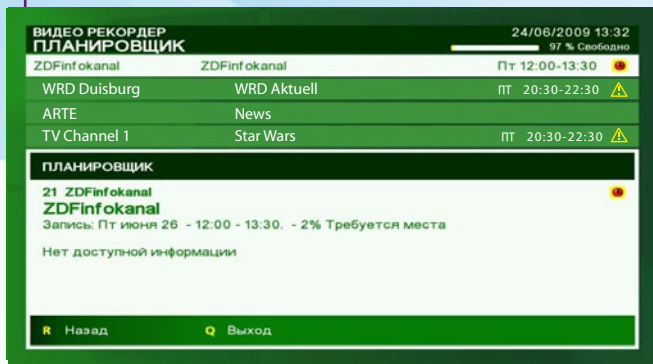 ВИДЕО РЕКОРДЕР 24/06/2009 13:32
ПЛАНИРОВЩИК 97 % Свободно
ZDFinfokanal ZDFinfokanal Пт 12:00-13:30
WRD Duisburg WRD Aktuell ПТ 20:30-22:30
ARTE News
TV Channel 1 Star Wars ПТ 20:30-22:30
ПЛАНИРОВЩИК
21 ZDFinfokanal
ZDFinfokanal
Запись: Пт июня 26 - 12:00 - 13:30. - 2% Требуется места
Нет доступной информации
R Назад Q Выход